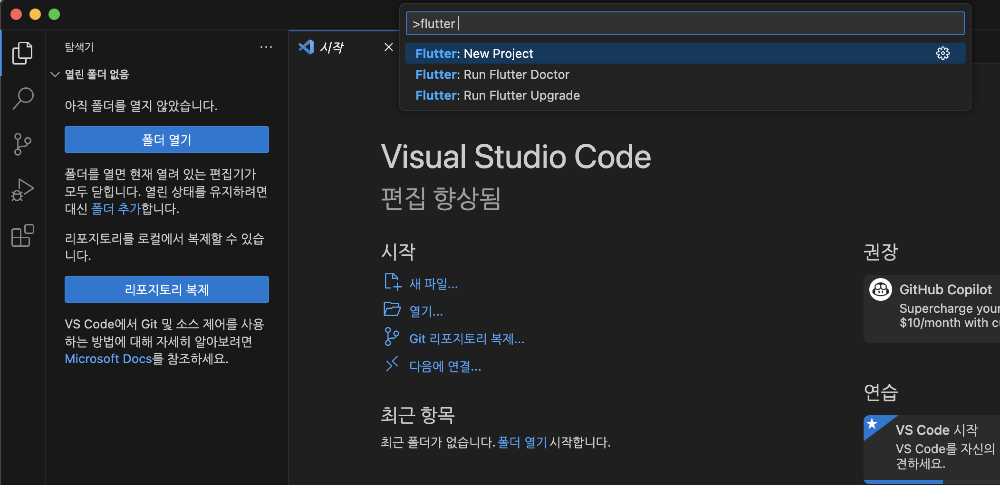 >flutter
Flutter: New Project
Flutter: Run Flutter Doctor
Flutter: Run Flutter Upgrade
탐색기
열린 폴더 없음
아직 폴더를 열지 않았습니다.
폴더 열기
폴더를 열면 현재 열려 있는 편집기가
모두 닫힙니다. 열린 상태를 유지하려면
대신 폴더 추가합니다.
리포지토리를 로컬에서 복제할 수 있습
니다.
리포지토리 복제
VS Code에서 Git 및 소스 제어를 사용
하는 방법에 대해 자세히 알아보려면
Microsoft Docs를 참조하세요.
시작
Visual Studio Code
편집 향상됨
시작
새 파일...
열기...
Git 리포지토리 복제...
다음에 연결...
최근 항목
최근 폴더가 없습니다. 폴더 열기 시작합니다.
권장
GitHub Copilot
Supercharge your
$10/month with
연습
VS Code 시작
VS Code를 자신의
견하세요.